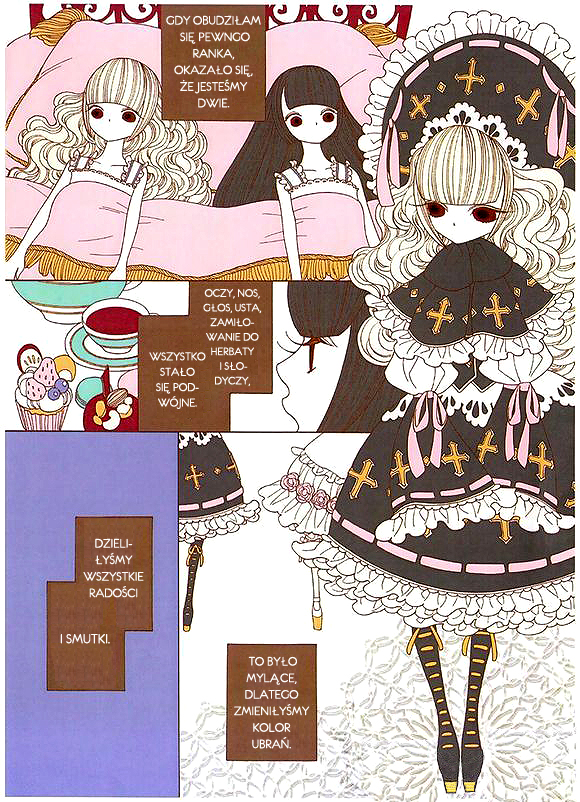 GDY OBUDZIŁAM
SIĘ PEWNGO
RANKA,
OKAZAŁO SIĘ,
ŻE JESTEŚMY
DWIE.
OCZY, NOS,
GŁOS, USTA,
ZAMIŁO-
WANIE DO
HERBATY
I SŁO-
DYCZY,
WSZYSTKO
STAŁO
SIĘ POD-
WÓJNE.
DZIELI-
ŁYŚMY
WSZYSTKIE
RADOŚCI
I SMUTKI.
TO BYŁO
MYLĄCE,
DLATEGO
ZMIENIŁYŚMY
KOLOR
UBRAŃ.